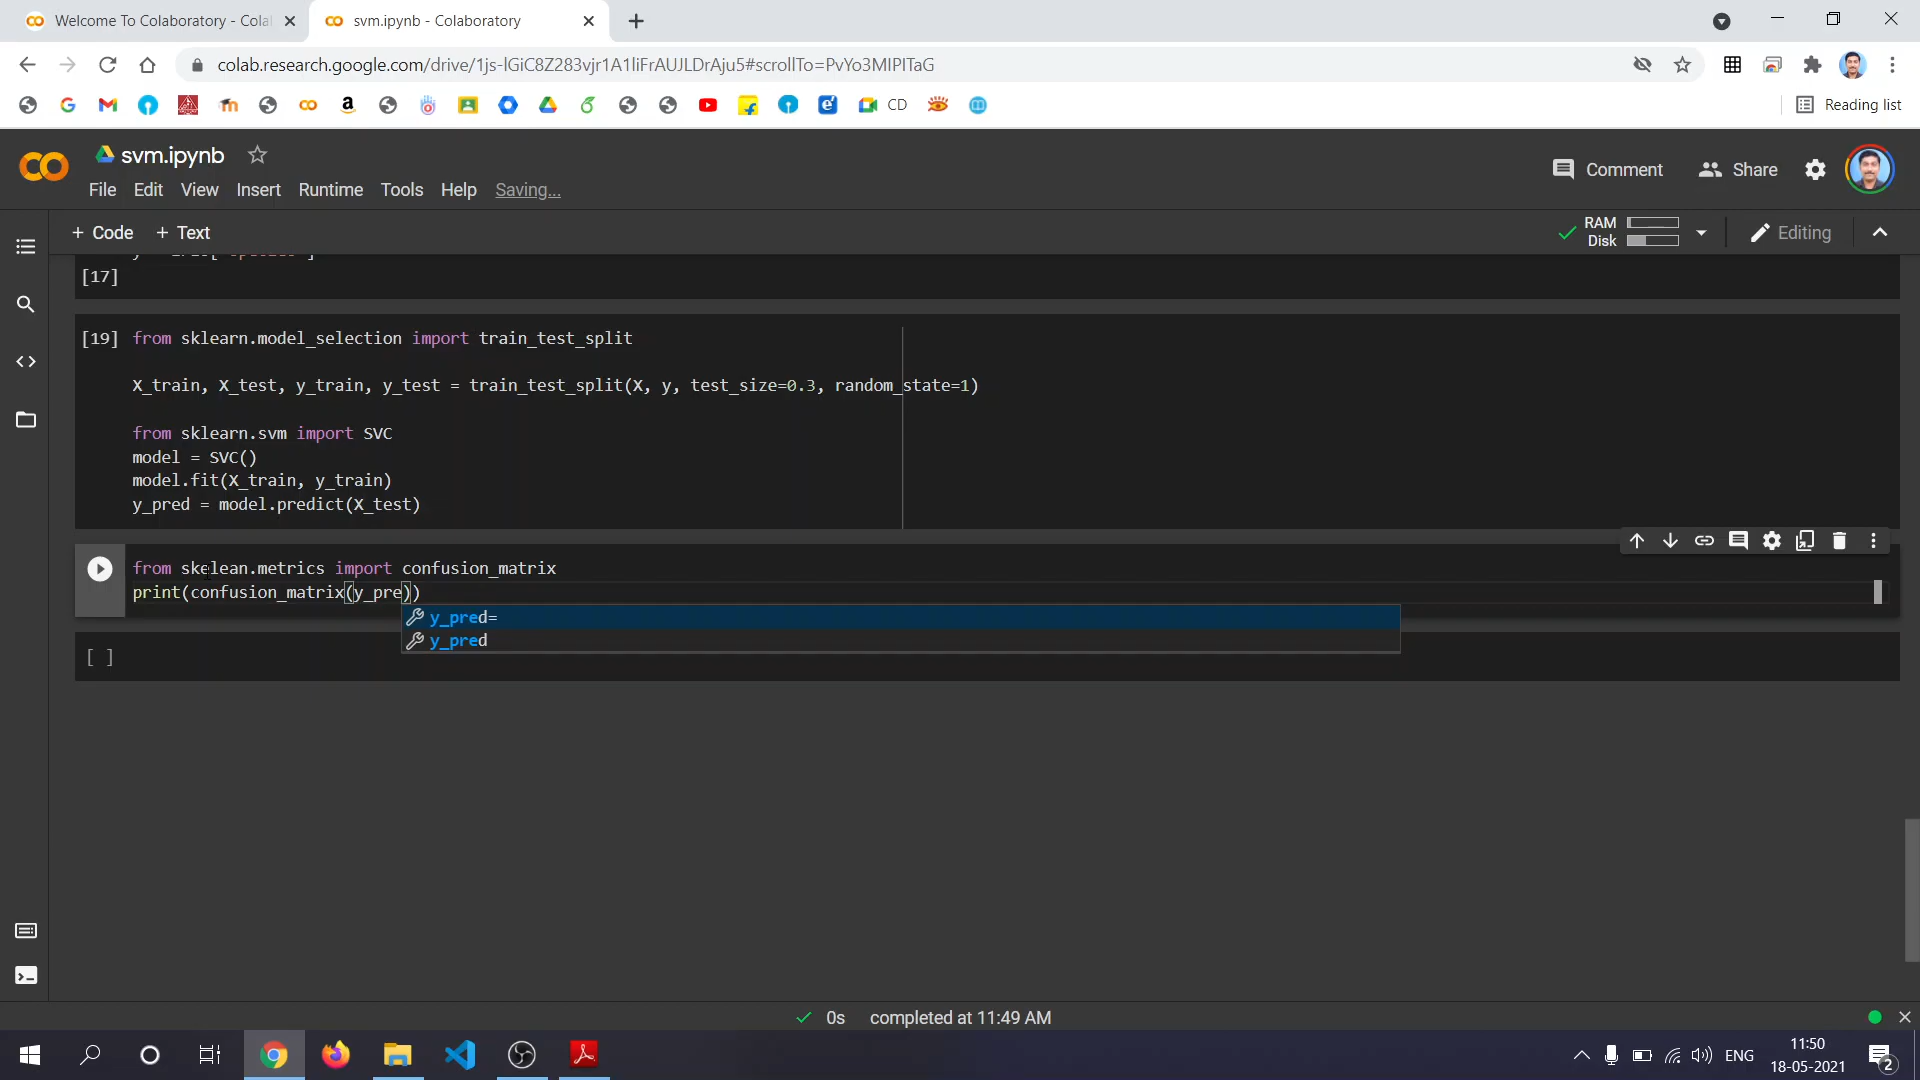 Welcome To Colaboratory - Cola
svm.ipynb - Colaboratory
colab.research.google.com/drive/1js-lGiC8Z283vjr1A1liFrAUJLDrAju5#scrollTo=PvYo3MIPITaG
CD
Reading list
svm.ipynb
Comment
Share
File Edit View Insert Runtime Tools Help Saving...
+ Code + Text
RAM
Disk
Editing
[17]
[19] from sklearn.model_selection import train_test_split
X_train, X_test, y_train, y_test = train_test_split(X, y, test_size=0.3, random_state=1)
from sklearn.svm import SVC
model = SVC()
model.fit(X_train, y_train)
y_pred = model.predict(X_test)
from skelean.metrics import confusion_matrix
print(confusion_matrix(y_pre))
y_pred=
y_pred
[ ]
0s completed at 11:49 AM
ENG
11:50
18-05-2021
2